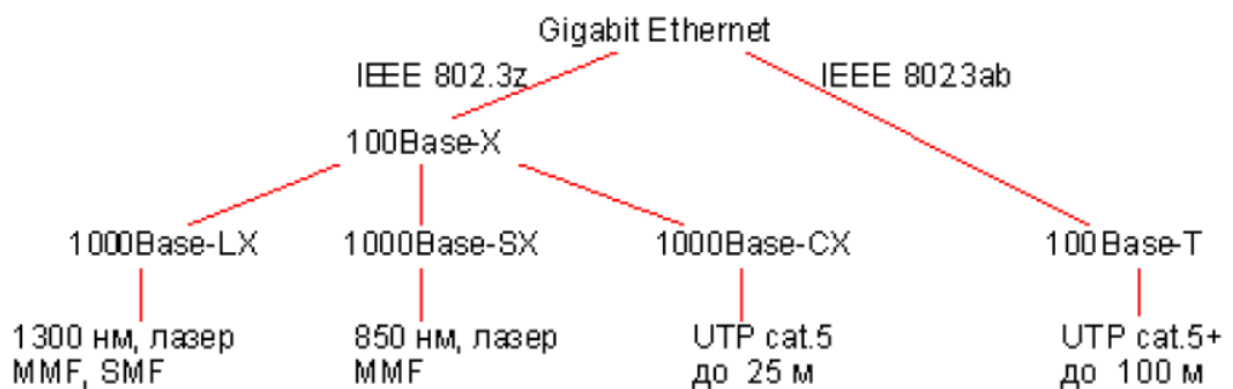 Gigabit Ethernet
IEEE 802.3z
IEEE 8023ab
100Base-X
1000Base-LX
1000Base-SX
1000Base-CX
100Base-T
1300 нм, лазер
MMF, SMF
850 нм, лазер
MMF
UTP cat.5
до 25 м
UTP cat.5+
до 100 м